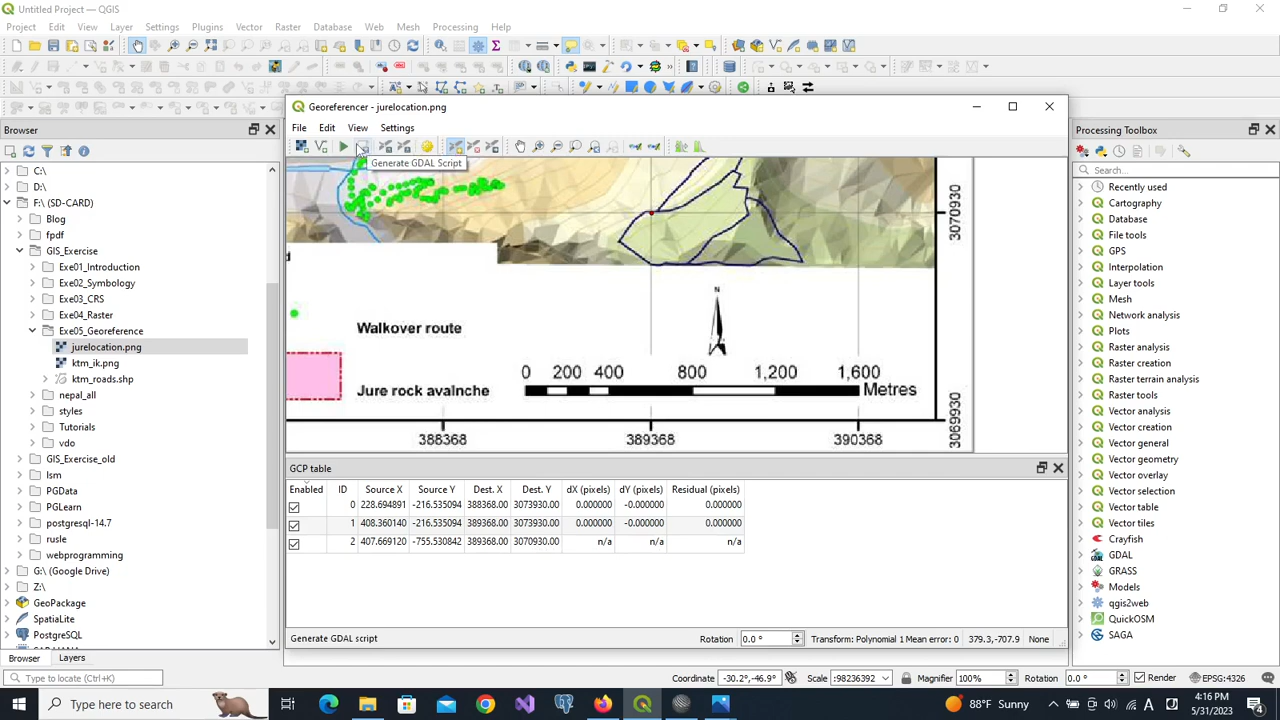 Untitled Project — QGIS
Project Edit View Layer Settings Plugins Vector Raster Database Web Mesh Processing Help
Browser
C:\
D:\
F:\ (SD-CARD)
Blog
fpdf
GIS_Exercise
Exe01_Introduction
Exe02_Symbology
Exe03_CRS
Exe04_Raster
Exe05_Georeference
jurelocation.png
ktm_ik.png
ktm_roads.shp
nepal_all
styles
Tutorials
vdo
GIS_Exercise_old
lsm
PGData
PGLearn
postgresql-14.7
rusle
webprogramming
G:\ (Google Drive)
Z:\
GeoPackage
SpatiaLite
PostgreSQL
Browser Layers
Georeferencer - jurelocation.png
File Edit View Settings
Generate GDAL Script
3070930
d
N
Walkover route
0 200 400 800 1,200 1,600
Metres
Jure rock avalnche
3069930
388368 389368 390368
GCP table
Enabled ID Source X Source Y Dest. X Dest. Y dX (pixels) dY (pixels) Residual (pixels)
0 228.694891 -216.535094 388368.00 3073930.00 0.000000 -0.000000 0.000000
1 408.360140 -216.535094 389368.00 3073930.00 0.000000 -0.000000 0.000000
2 407.669120 -755.530842 389368.00 3070930.00 n/a n/a n/a
Generate GDAL script
Rotation 0.0 ° Transform: Polynomial 1 Mean error: 0 379.3,-707.9 None
Processing Toolbox
Search...
Recently used
Cartography
Database
File tools
GPS
Interpolation
Layer tools
Mesh
Network analysis
Plots
Raster analysis
Raster creation
Raster terrain analysis
Raster tools
Vector analysis
Vector creation
Vector general
Vector geometry
Vector overlay
Vector selection
Vector table
Vector tiles
Crayfish
GDAL
GRASS
Models
qgis2web
QuickOSM
SAGA
Type to locate (Ctrl+K)
Coordinate -30.2°,-46.9° Scale :98236392 Magnifier 100% Rotation 0.0 ° Render EPSG:4326
Type here to search
88°F Sunny
4:16 PM
5/31/2023